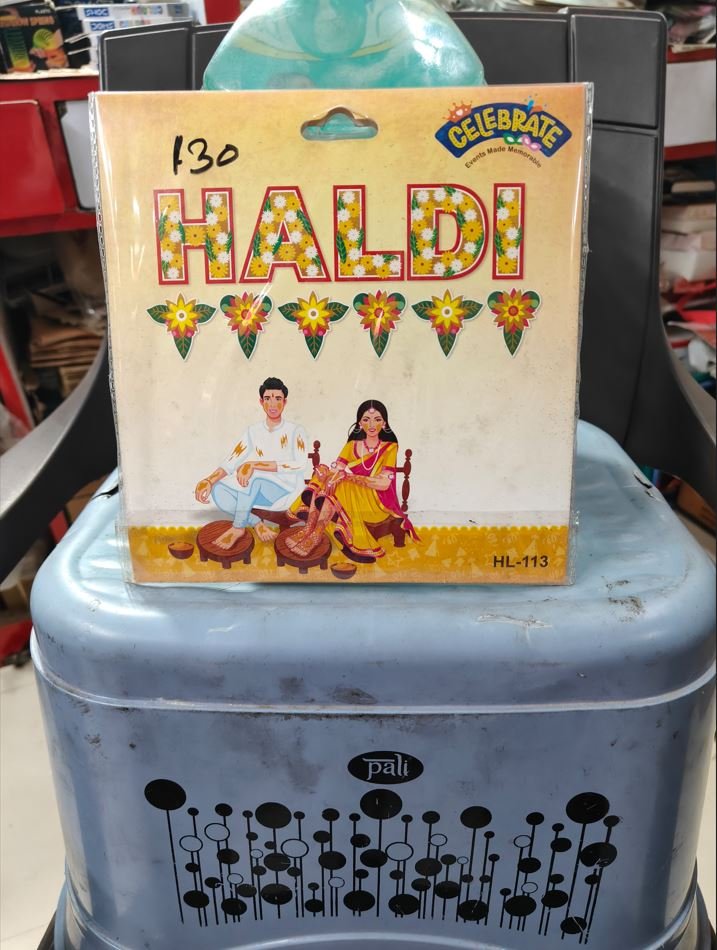 CELEBRATE
Events Made Memorable
130
HALDI
HL-113
pali